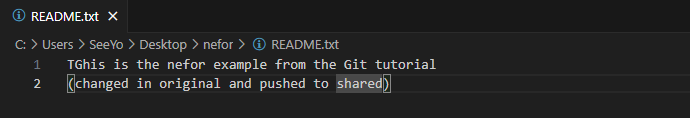 README.txt
C: > Users > SeeYo > Desktop > nefor > README.txt
1 TGhis is the nefor example from the Git tutorial
2 (changed in original and pushed to shared)